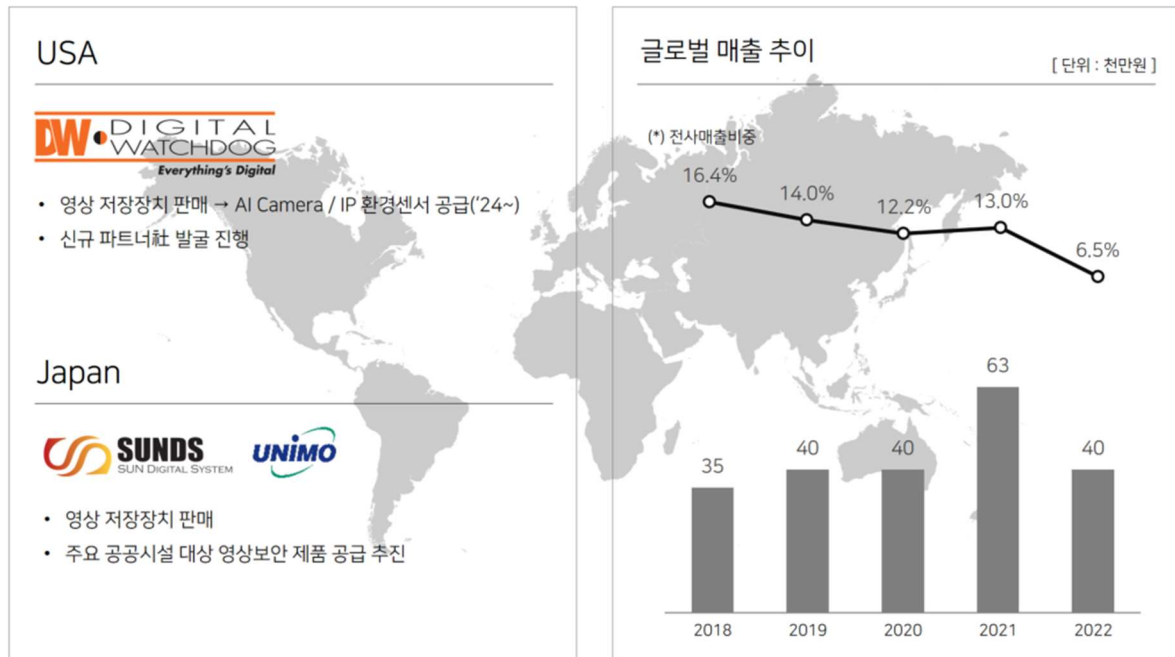 USA
DW DIGITAL
WATCHDOG
Everything's Digital
• 영상 저장장치 판매 → AI Camera / IP 환경센서 공급('24~)
• 신규 파트너社 발굴 진행
Japan
SUNDS
SUN DIGITAL SYSTEM
UNIMO
• 영상 저장장치 판매
• 주요 공공시설 대상 영상보안 제품 공급 추진
글로벌 매출 추이
[ 단위 : 천만원 ]
(*) 전사매출비중
16.4%
14.0%
12.2%
13.0%
6.5%
35
40
40
63
40
2018
2019
2020
2021
2022